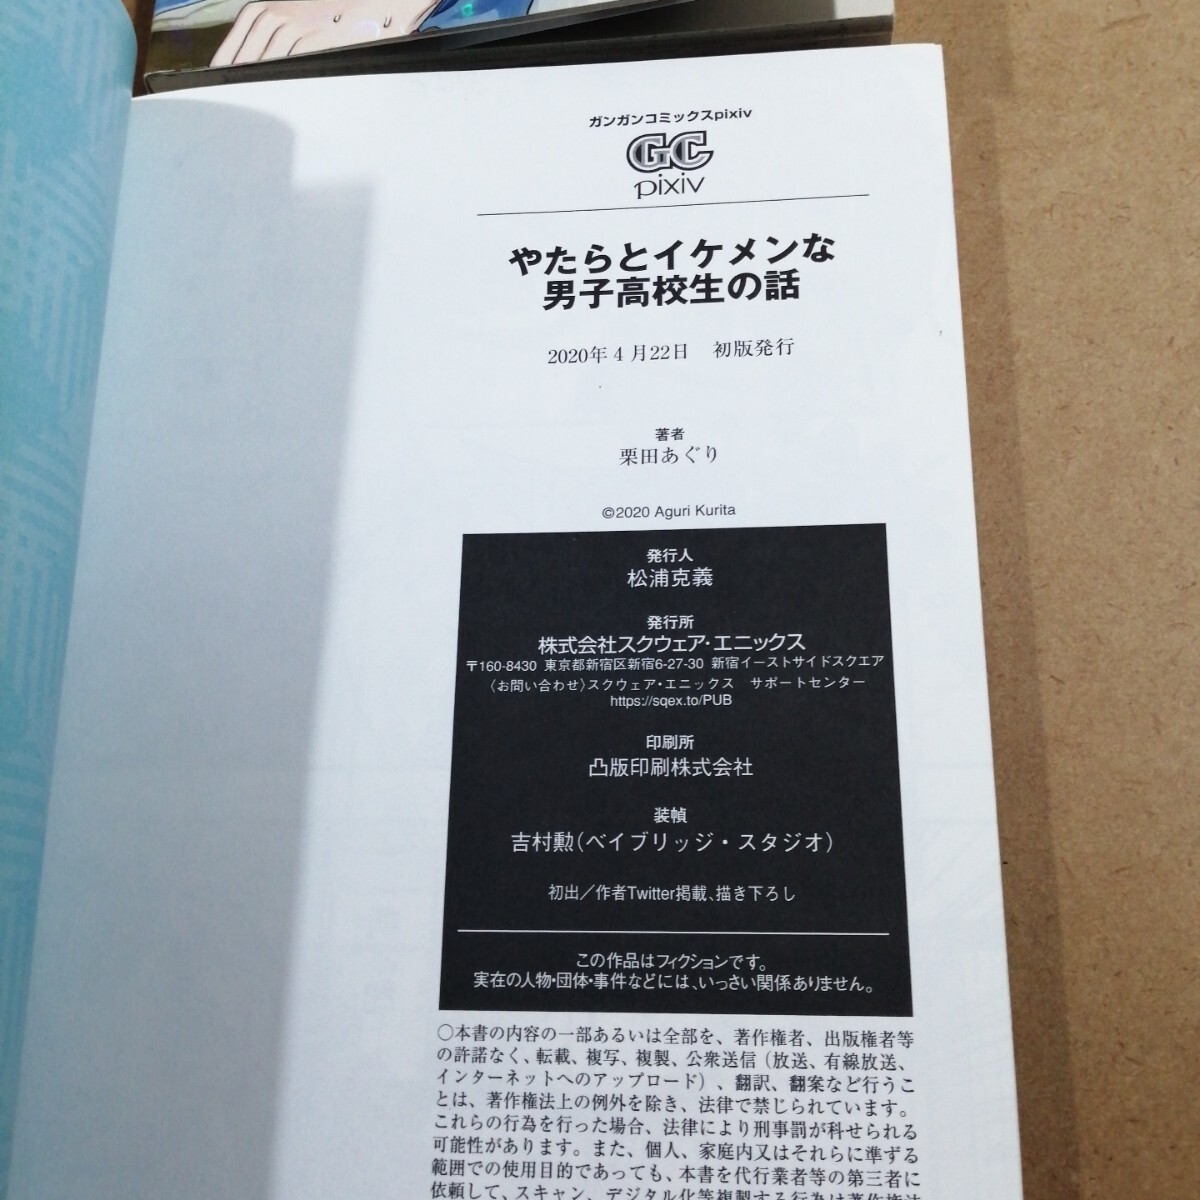 ガンガンコミックスpixiv
GC
pixiv
やたらとイケメンな
男子高校生の話
2020年4月22日　初版発行
著者
栗田あぐり
©2020 Aguri Kurita
発行人
松浦克義
発行所
株式会社スクウェア・エニックス
〒160-8430 東京都新宿区新宿6-27-30 新宿イーストサイドスクエア
〈お問い合わせ〉スクウェア・エニックス　サポートセンター
https://sqex.to/PUB
印刷所
凸版印刷株式会社
装幀
吉村勲(ベイブリッジ・スタジオ)
初出／作者Twitter掲載、描き下ろし
この作品はフィクションです。
実在の人物・団体・事件などには、いっさい関係ありません。
○本書の内容の一部あるいは全部を、著作権者、出版権者等
の許諾なく、転載、複写、複製、公衆送信（放送、有線放送、
インターネットへのアップロード）、翻訳、翻案など行うこ
とは、著作権法上の例外を除き、法律で禁じられています。
これらの行為を行った場合、法律により刑事罰が科せられる
可能性があります。また、個人、家庭内又はそれらに準ずる
範囲での使用目的であっても、本書を代行業者等の第三者に
依頼して、スキャン、デジタル化等複製する行為は著作権法